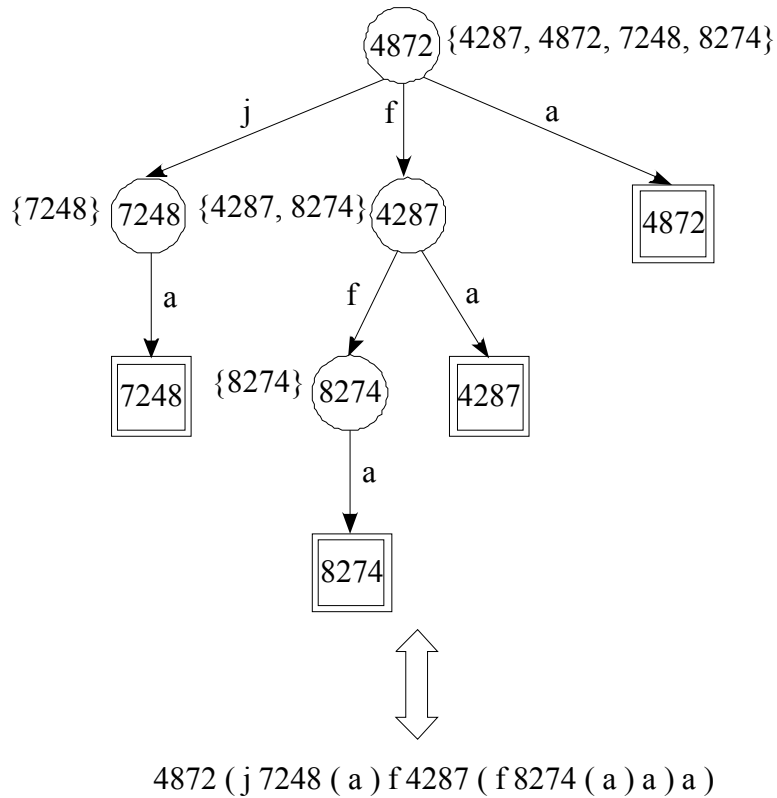 4872 {4287, 4872, 7248, 8274}
j f a
{7248} 7248 {4287, 8274} 4287 4872
a f a
7248 {8274} 8274 4287
a
8274
4872 ( j 7248 ( a ) f 4287 ( f 8274 ( a ) a ) a )